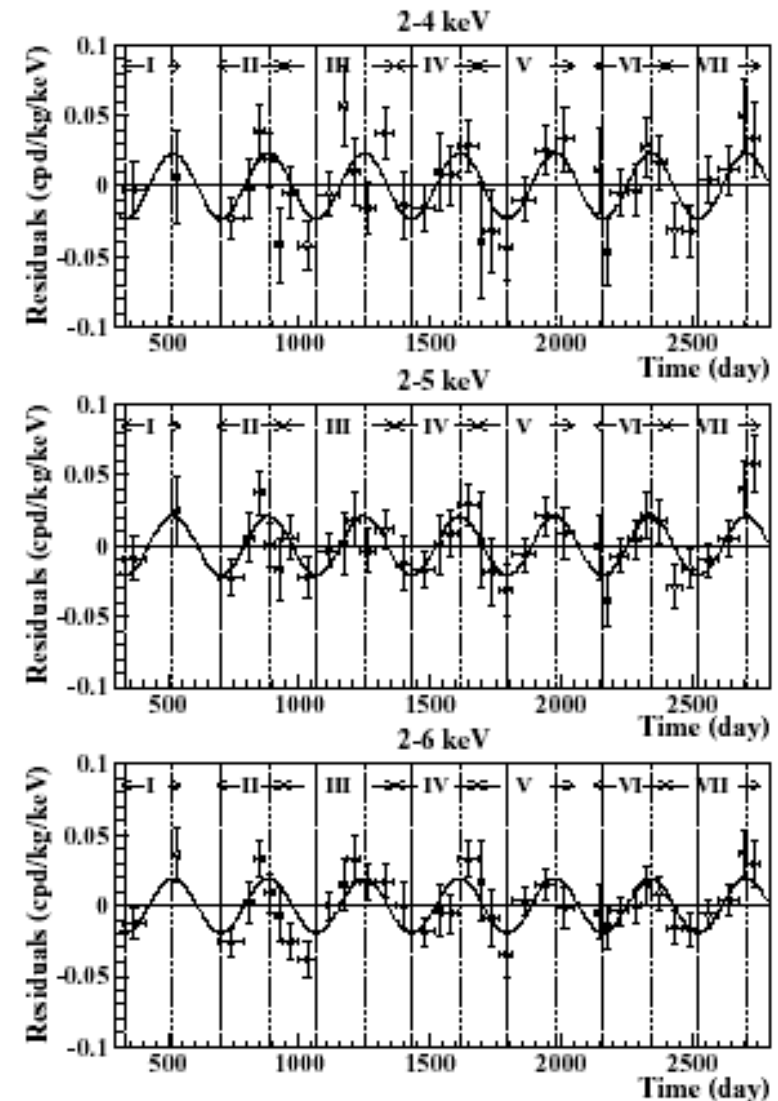 2-4 keV
Residuals (cpd/kg/keV)
0.1
0.05
0
-0.05
-0.1
I II III IV V VI VII
500 1000 1500 2000 2500
Time (day)
2-5 keV
Residuals (cpd/kg/keV)
0.1
0.05
0
-0.05
-0.1
I II III IV V VI VII
500 1000 1500 2000 2500
Time (day)
2-6 keV
Residuals (cpd/kg/keV)
0.1
0.05
0
-0.05
-0.1
I II III IV V VI VII
500 1000 1500 2000 2500
Time (day)